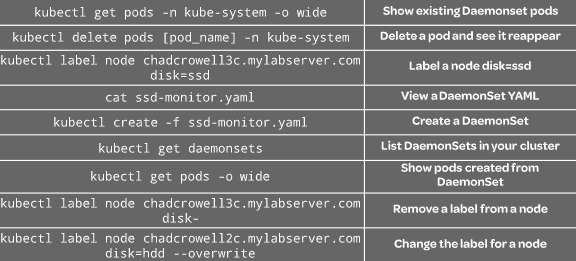 kubectl get pods -n kube-system -o wide
Show existing Daemonset pods
kubectl delete pods [pod_name] -n kube-system
Delete a pod and see it reappear
kubectl label node chadcrowell3c.mylabserver.com
disk=ssd
Label a node disk=ssd
cat ssd-monitor.yaml
View a DaemonSet YAML
kubectl create -f ssd-monitor.yaml
Create a DaemonSet
kubectl get daemonsets
List DaemonSets in your cluster
kubectl get pods -o wide
Show pods created from
DaemonSet
kubectl label node chadcrowell3c.mylabserver.com
disk-
Remove a label from a node
kubectl label node chadcrowell2c.mylabserver.com
disk=hdd --overwrite
Change the label for a node